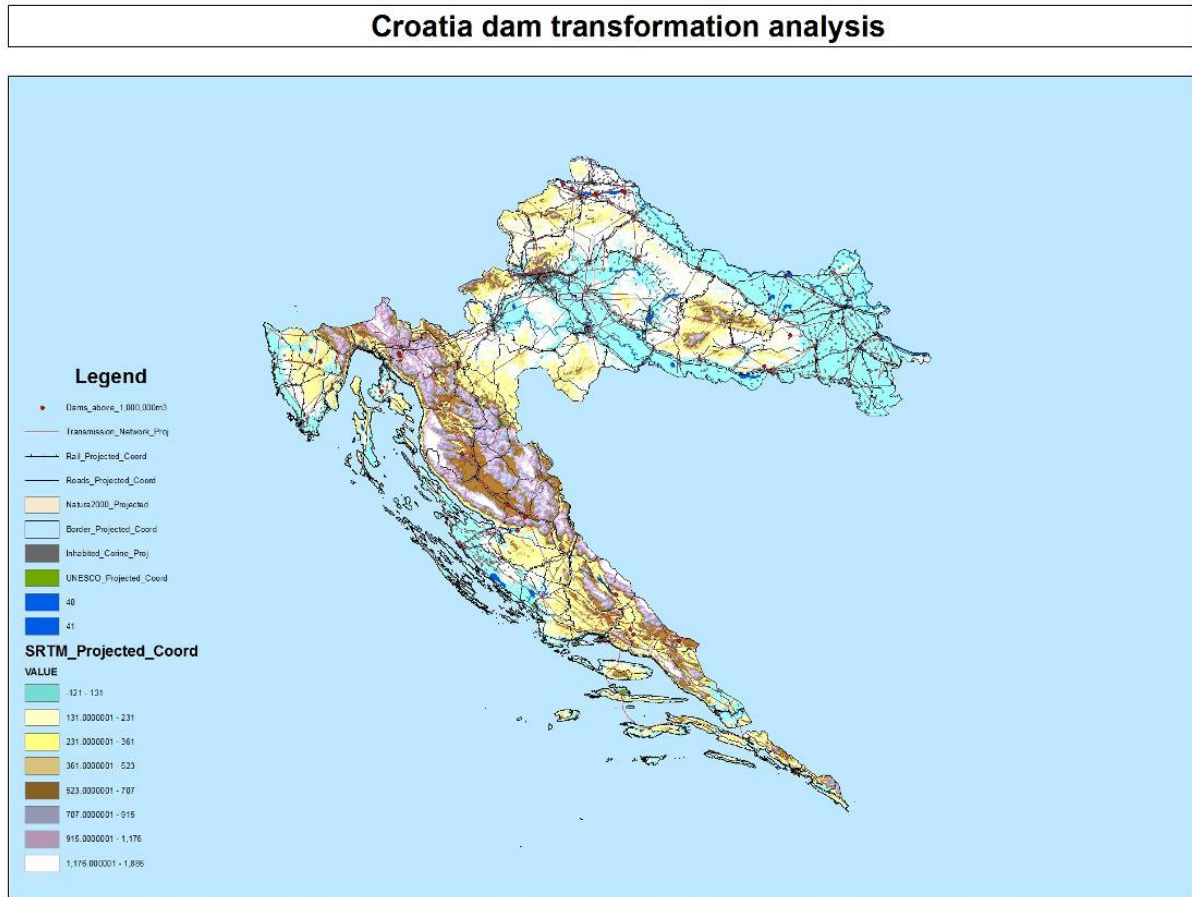 Croatia dam transformation analysis
Legend
Dams_above_1,000,000m3
Transmission_Network_Proj
Rail_Projected_Coord
Roads_Projected_Coord
Natura2000_Projected
Border_Projected_Coord
Inhabited_Corine_Proj
UNESCO_Projected_Coord
40
41
SRTM_Projected_Coord
VALUE
-121 - 131
131.0000001 - 231
231.0000001 - 361
361.0000001 - 523
523.0000001 - 707
707.0000001 - 915
915.0000001 - 1,176
1,176.000001 - 1,886